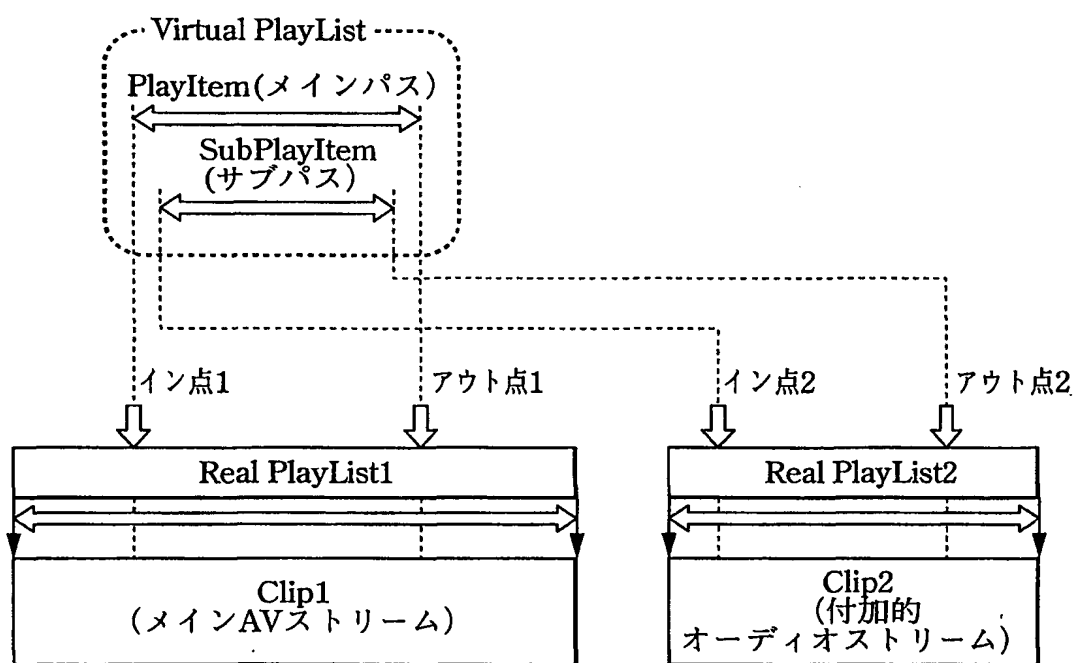 Virtual PlayList
PlayItem(メインパス)
SubPlayItem
(サブパス)
イン点1
アウト点1
イン点2
アウト点2
Real PlayList1
Real PlayList2
Clip1
(メインAVストリーム)
Clip2
(付加的
オーディオストリーム)